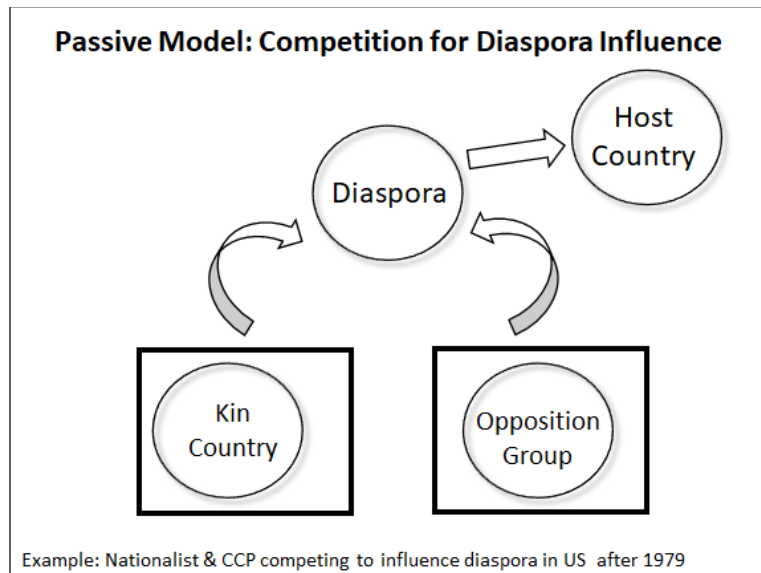 Passive Model: Competition for Diaspora Influence
Host
Country
Diaspora
Kin
Country
Opposition
Group
Example: Nationalist & CCP competing to influence diaspora in US after 1979